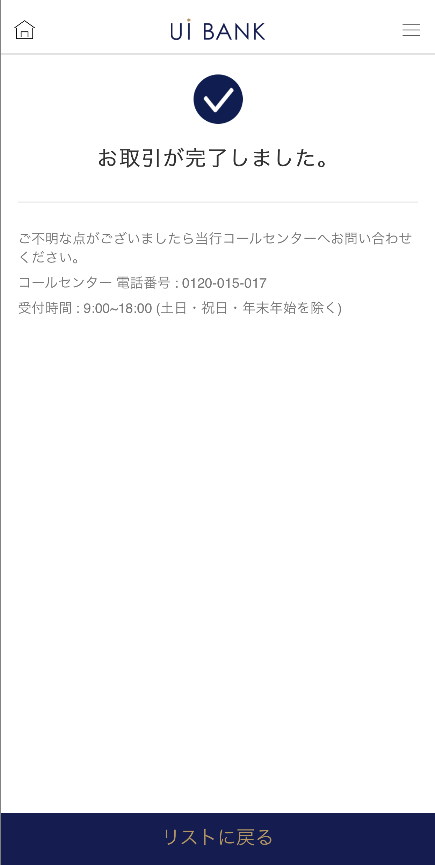 UI BANK
お取引が完了しました。
ご不明な点がございましたら当行コールセンターへお問い合わせ
ください。
コールセンター 電話番号 : 0120-015-017
受付時間 : 9:00~18:00 (土日・祝日・年末年始を除く)
リストに戻る